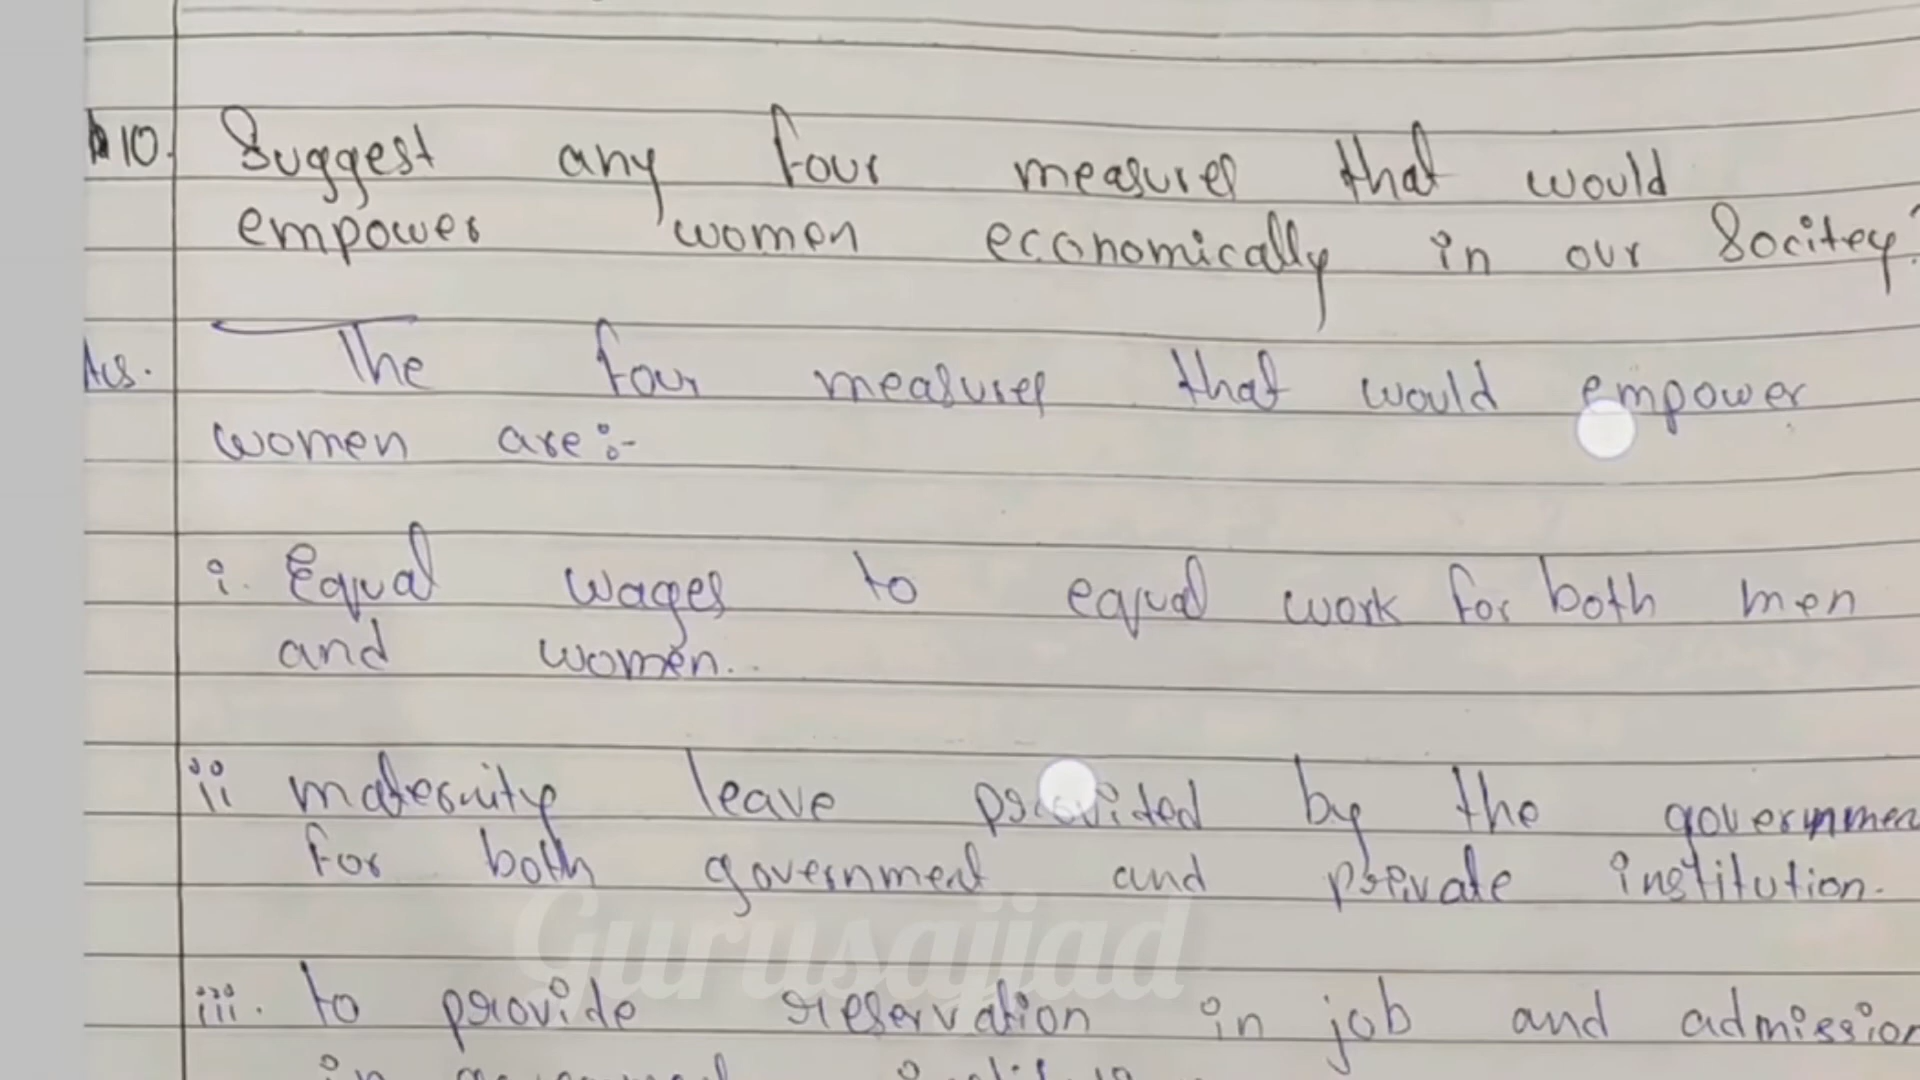 10. Suggest any four measures that would
empower women economically in our Socitey?
As. The four measures that would empower
women are:-
i. Equal wages to equal work for both men
and women..
ii maternity leave provided by the governmen
for both government and private institution.
Gurusajjad
iii. to provide reservation in job and admission
in